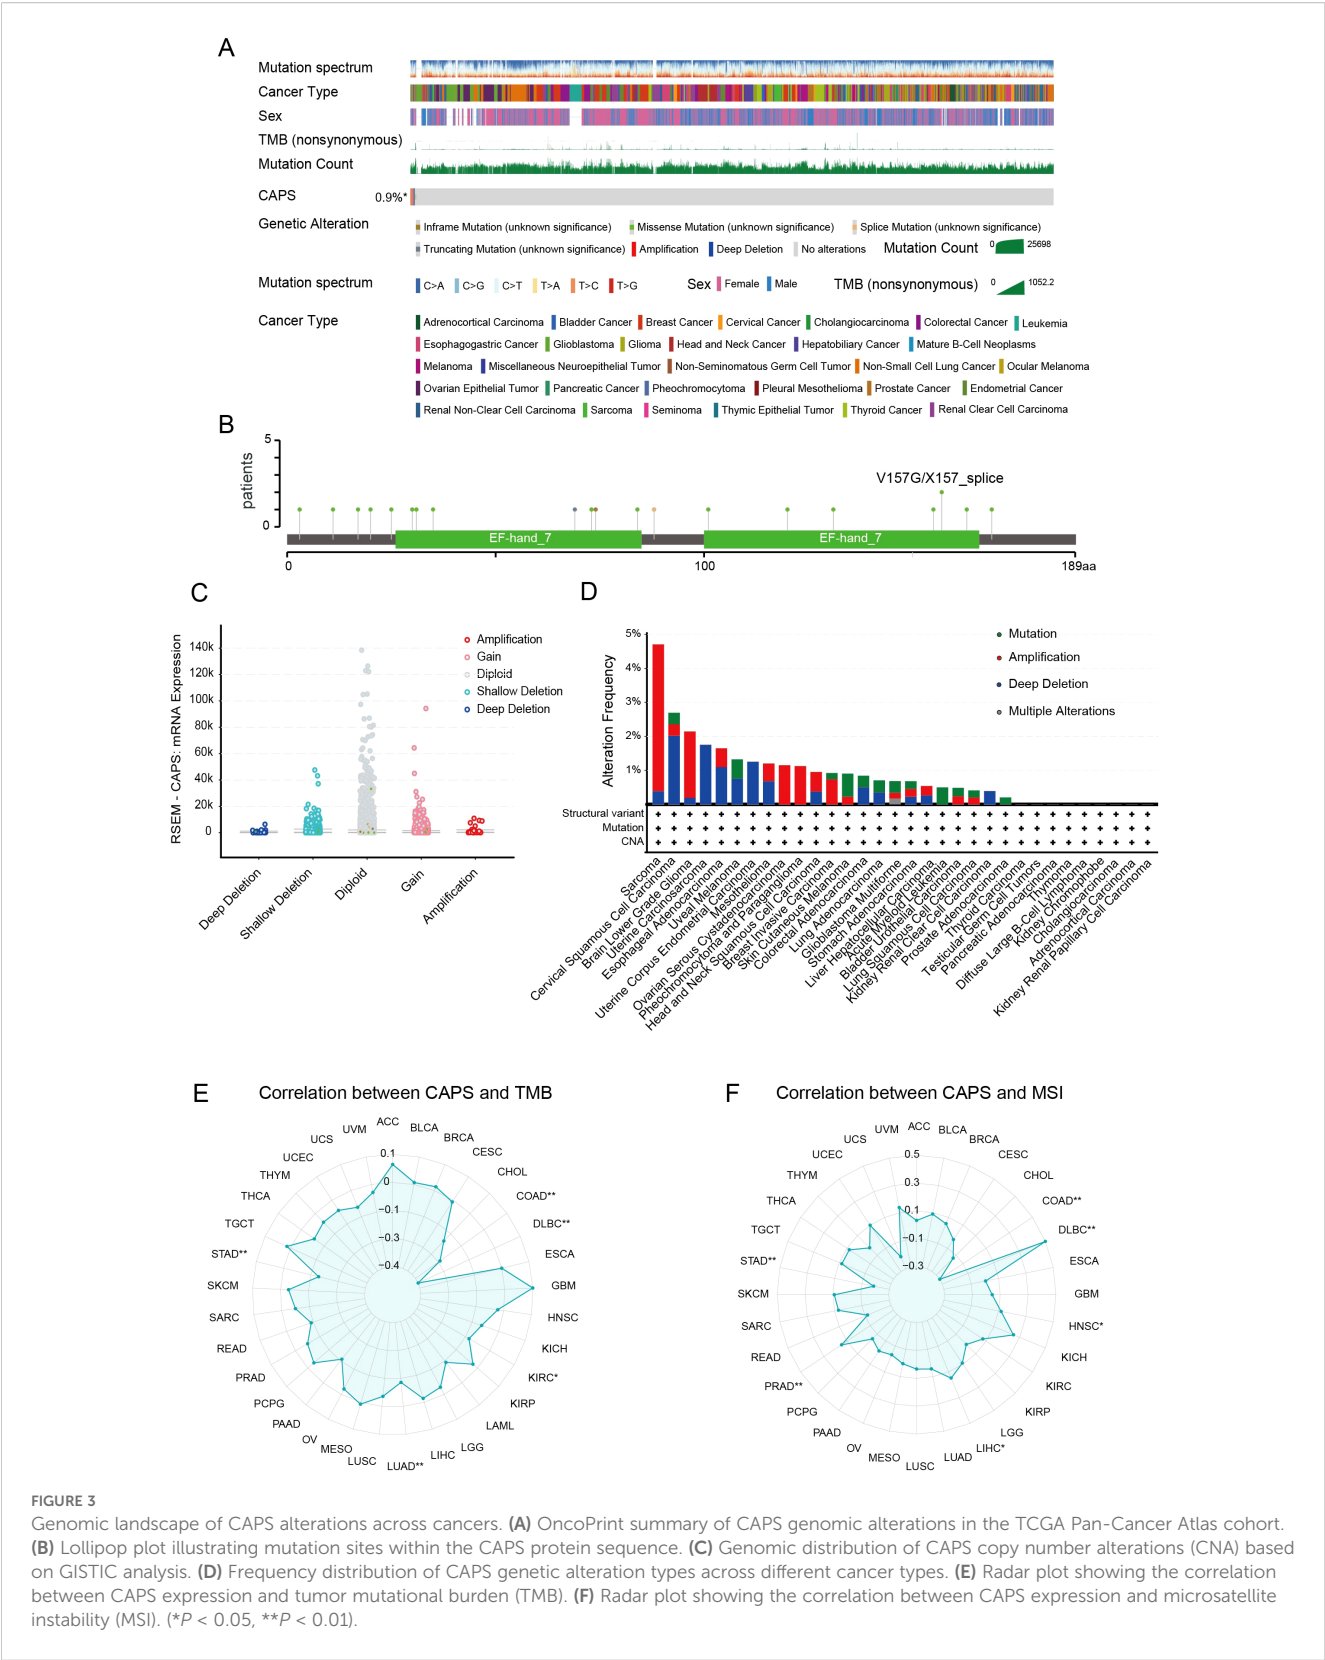 A
Mutation spectrum
Cancer Type
Sex
TMB (nonsynonymous)
Mutation Count
CAPS 0.9%*
Genetic Alteration
Inframe Mutation (unknown significance) Missense Mutation (unknown significance) Splice Mutation (unknown significance)
Truncating Mutation (unknown significance) Amplification Deep Deletion No alterations Mutation Count 0 25698
Mutation spectrum C>A C>G C>T T>A T>C T>G Sex Female Male TMB (nonsynonymous) 0 1052.2
Cancer Type
Adrenocortical Carcinoma Bladder Cancer Breast Cancer Cervical Cancer Cholangiocarcinoma Colorectal Cancer Leukemia
Esophagogastric Cancer Glioblastoma Glioma Head and Neck Cancer Hepatobiliary Cancer Mature B-Cell Neoplasms
Melanoma Miscellaneous Neuroepithelial Tumor Non-Seminomatous Germ Cell Tumor Non-Small Cell Lung Cancer Ocular Melanoma
Ovarian Epithelial Tumor Pancreatic Cancer Pheochromocytoma Pleural Mesothelioma Prostate Cancer Endometrial Cancer
Renal Non-Clear Cell Carcinoma Sarcoma Seminoma Thymic Epithelial Tumor Thyroid Cancer Renal Clear Cell Carcinoma
B
patients
5
0
V157G/X157_splice
EF-hand_7 EF-hand_7
0 100 189aa
C
RSEM - CAPS: mRNA Expression
140k
120k
100k
80k
60k
40k
20k
0
Amplification
Gain
Diploid
Shallow Deletion
Deep Deletion
Deep Deletion
Shallow Deletion
Diploid
Gain
Amplification
D
Alteration Frequency
5%
4%
3%
2%
1%
Mutation
Amplification
Deep Deletion
Multiple Alterations
Structural variant + + + + + + + + + + + + + + + + + + + + + + + + + + + + + + + +
Mutation + + + + + + + + + + + + + + + + + + + + + + + + + + + + + + + +
CNA + + + + + + + + + + + + + + + + + + + + + + + + + + + + + + + +
Sarcoma
Cervical Squamous Cell Carcinoma
Brain Lower Grade Glioma
Uterine Carcinosarcoma
Esophageal Adenocarcinoma
Uveal Melanoma
Uterine Corpus Endometrial Carcinoma
Mesothelioma
Ovarian Serous Cystadenocarcinoma
Pheochromocytoma and Paraganglioma
Head and Neck Squamous Cell Carcinoma
Breast Invasive Carcinoma
Skin Cutaneous Melanoma
Colorectal Adenocarcinoma
Lung Adenocarcinoma
Glioblastoma Multiforme
Stomach Adenocarcinoma
Liver Hepatocellular Carcinoma
Acute Myeloid Leukemia
Bladder Urothelial Carcinoma
Lung Squamous Cell Carcinoma
Kidney Renal Clear Cell Carcinoma
Prostate Adenocarcinoma
Thyroid Carcinoma
Testicular Germ Cell Tumors
Pancreatic Adenocarcinoma
Thymoma
Diffuse Large B-Cell Lymphoma
Kidney Chromophobe
Cholangiocarcinoma
Adrenocortical Carcinoma
Kidney Renal Papillary Cell Carcinoma
E
Correlation between CAPS and TMB
0.1
0
−0.1
−0.3
−0.4
ACC
BLCA
BRCA
CESC
CHOL
COAD**
DLBC**
ESCA
GBM
HNSC
KICH
KIRC*
KIRP
LAML
LGG
LIHC
LUAD**
LUSC
MESO
OV
PAAD
PCPG
PRAD
READ
SARC
SKCM
STAD**
TGCT
THCA
THYM
UCEC
UCS
UVM
F
Correlation between CAPS and MSI
0.5
0.3
0.1
−0.1
−0.3
ACC
BLCA
BRCA
CESC
CHOL
COAD**
DLBC**
ESCA
GBM
HNSC*
KICH
KIRC
KIRP
LGG
LIHC*
LUAD
LUSC
MESO
OV
PAAD
PCPG
PRAD**
READ
SARC
SKCM
STAD**
TGCT
THCA
THYM
UCEC
UCS
UVM
FIGURE 3
Genomic landscape of CAPS alterations across cancers. (A) OncoPrint summary of CAPS genomic alterations in the TCGA Pan-Cancer Atlas cohort.
(B) Lollipop plot illustrating mutation sites within the CAPS protein sequence. (C) Genomic distribution of CAPS copy number alterations (CNA) based
on GISTIC analysis. (D) Frequency distribution of CAPS genetic alteration types across different cancer types. (E) Radar plot showing the correlation
between CAPS expression and tumor mutational burden (TMB). (F) Radar plot showing the correlation between CAPS expression and microsatellite
instability (MSI). (*P < 0.05, **P < 0.01).